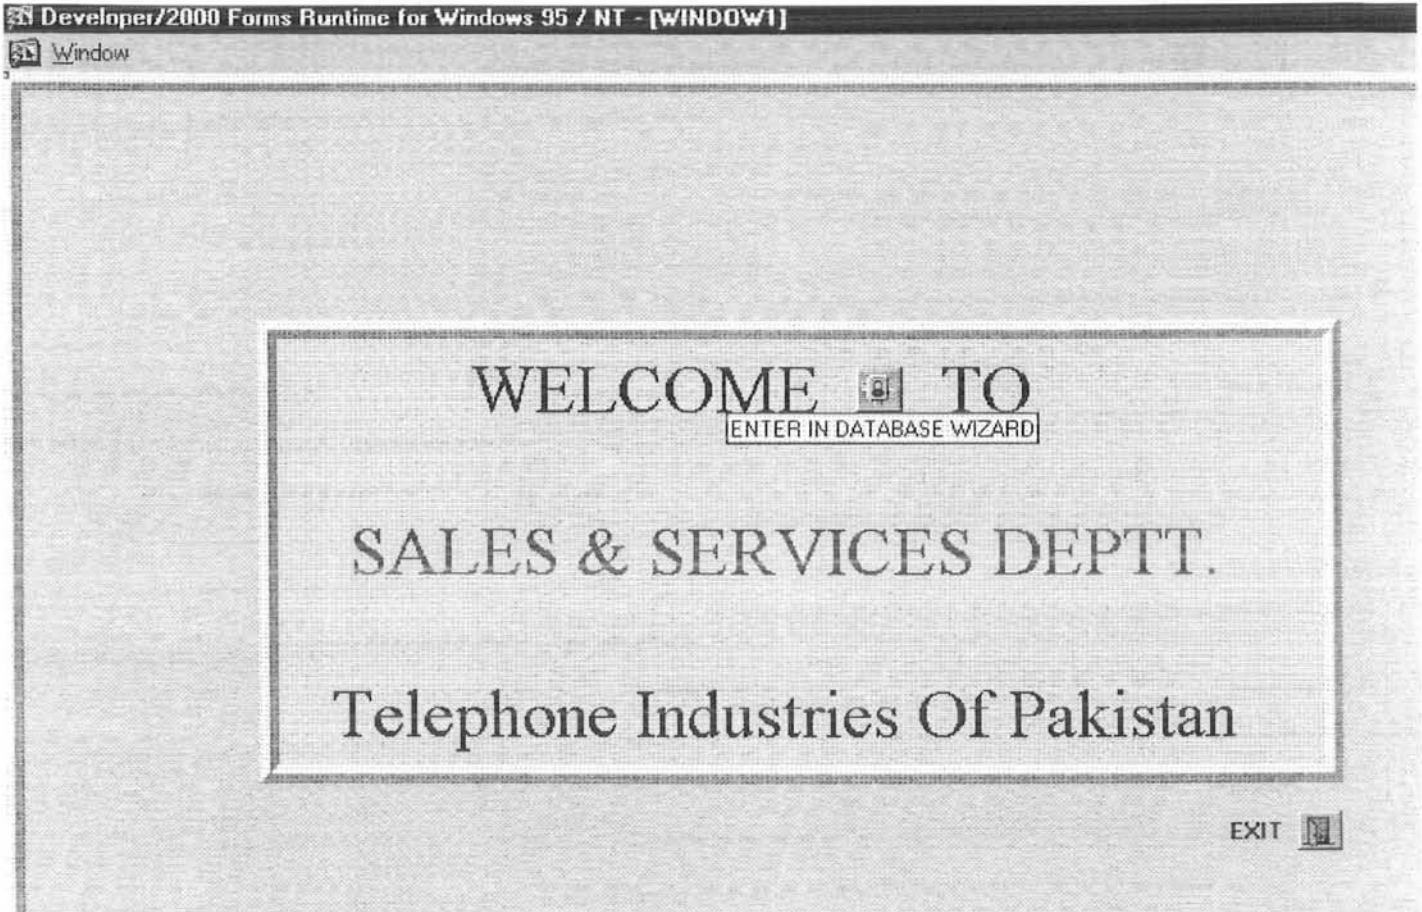 Developer/2000 Forms Runtime for Windows 95 / NT - [WINDOW1]
Window
WELCOME TO
ENTER IN DATABASE WIZARD
SALES & SERVICES DEPTT.
Telephone Industries Of Pakistan
EXIT